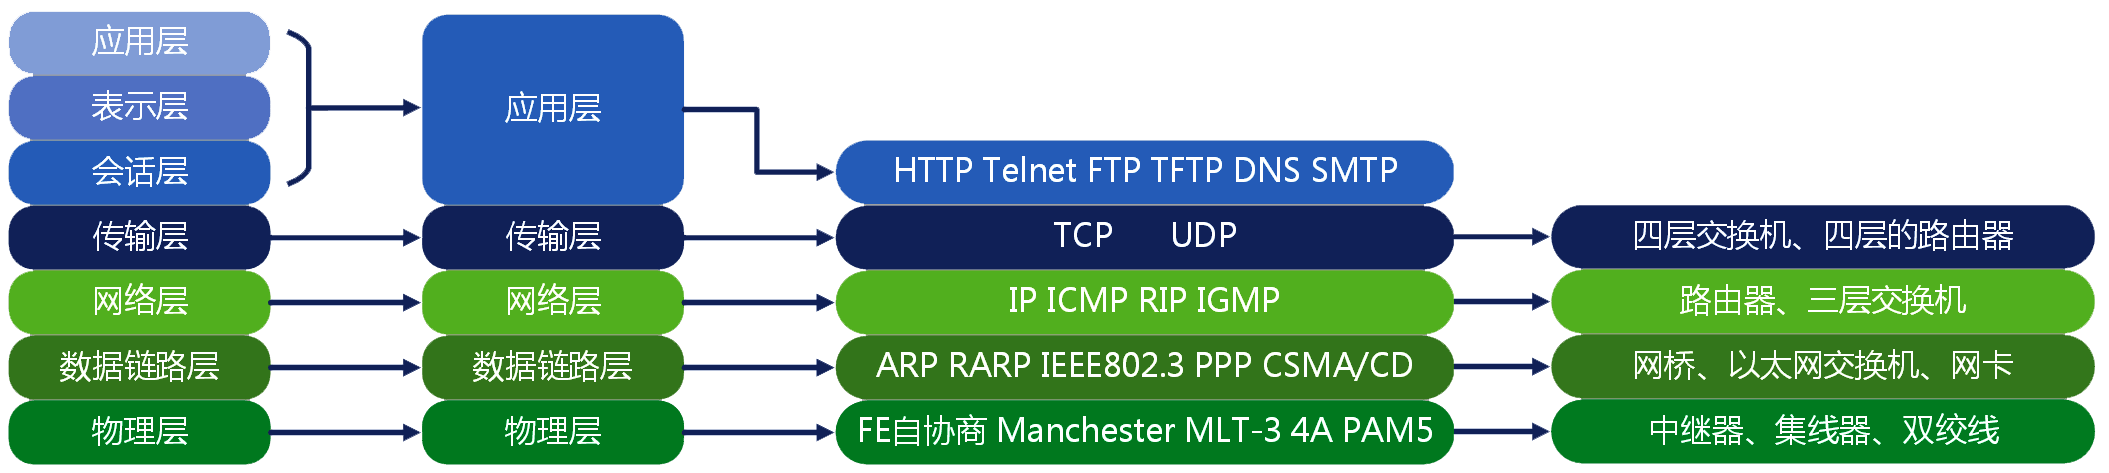 应用层
表示层
会话层
传输层
网络层
数据链路层
物理层
应用层
传输层
网络层
数据链路层
物理层
HTTP Telnet FTP TFTP DNS SMTP
TCP UDP
IP ICMP RIP IGMP
ARP RARP IEEE802.3 PPP CSMA/CD
FE自协商 Manchester MLT-3 4A PAM5
四层交换机、四层的路由器
路由器、三层交换机
网桥、以太网交换机、网卡
中继器、集线器、双绞线